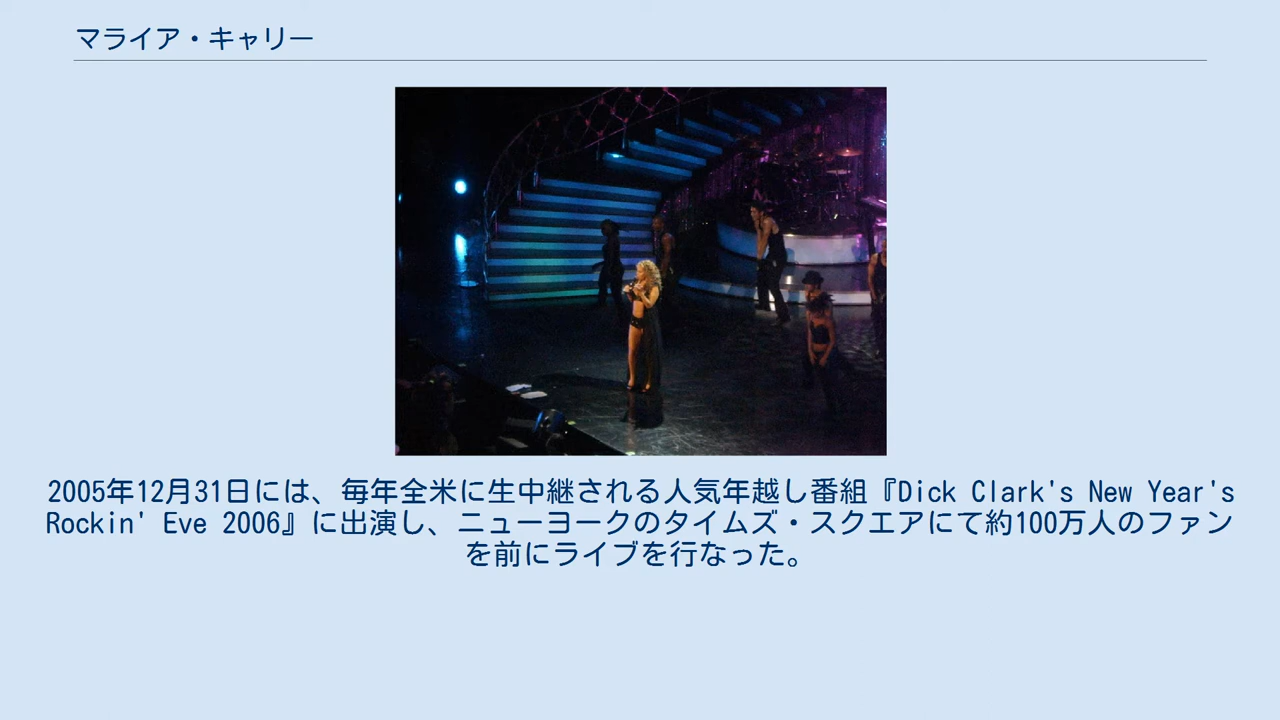 マライア・キャリー
2005年12月31日には、毎年全米に生中継される人気年越し番組『Dick Clark's New Year's
Rockin' Eve 2006』に出演し、ニューヨークのタイムズ・スクエアにて約100万人のファン
を前にライブを行なった。